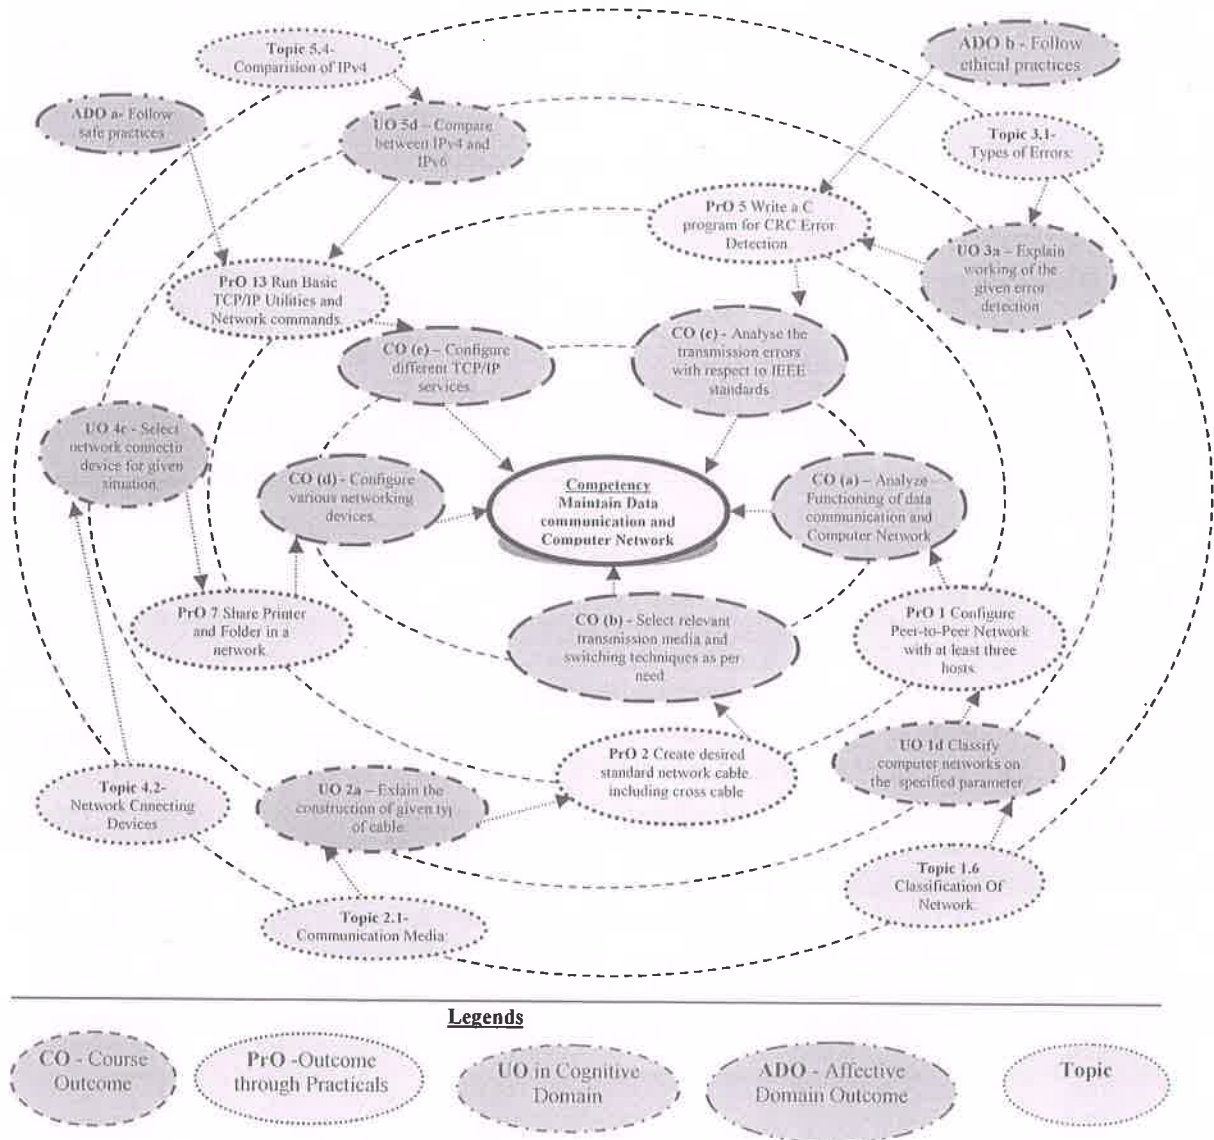 Topic 5.4-
Comparision of IPv4
ADO b - Follow
ethical practices
ADO a- Follow
safe practices
UO 5d – Compare
between IPv4 and
IPv6
Topic 3.1-
Types of Errors
PrO 5 Write a C
program for CRC Error
Detection
UO 3a – Explain
working of the
given error
detection
PrO 13 Run Basic
TCP/IP Utilities and
Network commands
CO (e) – Configure
different TCP/IP
services
CO (c) - Analyse the
transmission errors
with respect to IEEE
standards
UO 4c - Select
network connectin
device for given
situation
CO (d) - Configure
various networking
devices
Competency
Maintain Data
communication and
Computer Network
CO (a) – Analyze
Functioning of data
communication and
Computer Network
PrO 7 Share Printer
and Folder in a
network
CO (b) - Select relevant
transmission media and
switching techniques as per
need
PrO 1 Configure
Peer-to-Peer Network
with at least three
hosts
UO 1d Classify
computer networks on
the specified parameter
PrO 2 Create desired
standard network cable
including cross cable
Topic 4.2-
Network Cnnecting
Devices
UO 2a – Exlain the
construction of given ty
of cable
Topic 1.6
Classification Of
Network
Topic 2.1-
Communication Media
Legends
CO - Course
Outcome
PrO -Outcome
through Practicals
UO in Cognitive
Domain
ADO - Affective
Domain Outcome
Topic